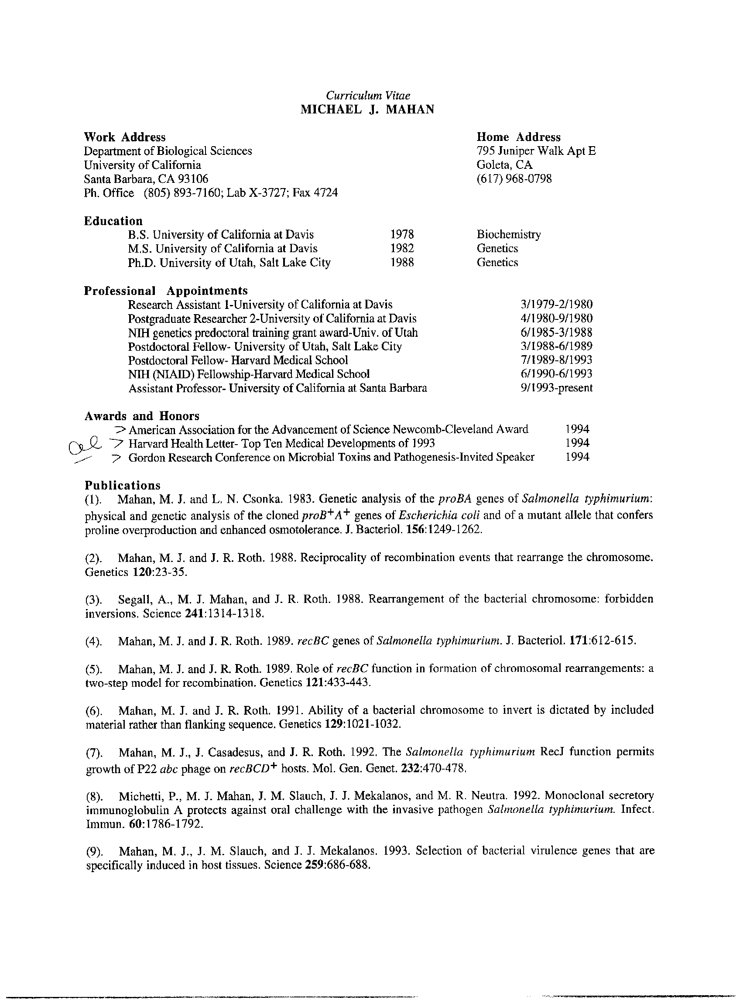 Curriculum Vitae
MICHAEL J. MAHAN
Work Address Home Address
Department of Biological Sciences 795 Juniper Walk Apt E
University of California Goleta, CA
Santa Barbara, CA 93106 (617) 968-0798
Ph. Office (805) 893-7160; Lab X-3727; Fax 4724
Education
B.S. University of California at Davis 1978 Biochemistry
M.S. University of California at Davis 1982 Genetics
Ph.D. University of Utah, Salt Lake City 1988 Genetics
Professional Appointments
Research Assistant 1-University of California at Davis 3/1979-2/1980
Postgraduate Researcher 2-University of California at Davis 4/1980-9/1980
NIH genetics predoctoral training grant award-Univ. of Utah 6/1985-3/1988
Postdoctoral Fellow- University of Utah, Salt Lake City 3/1988-6/1989
Postdoctoral Fellow- Harvard Medical School 7/1989-8/1993
NIH (NIAID) Fellowship-Harvard Medical School 6/1990-6/1993
Assistant Professor- University of California at Santa Barbara 9/1993-present
Awards and Honors
> American Association for the Advancement of Science Newcomb-Cleveland Award 1994
> Harvard Health Letter- Top Ten Medical Developments of 1993 1994
> Gordon Research Conference on Microbial Toxins and Pathogenesis-Invited Speaker 1994
Publications
(1). Mahan, M. J. and L. N. Csonka. 1983. Genetic analysis of the proBA genes of Salmonella typhimurium:
physical and genetic analysis of the cloned proB+A+ genes of Escherichia coli and of a mutant allele that confers
proline overproduction and enhanced osmotolerance. J. Bacteriol. 156:1249-1262.
(2). Mahan, M. J. and J. R. Roth. 1988. Reciprocality of recombination events that rearrange the chromosome.
Genetics 120:23-35.
(3). Segall, A., M. J. Mahan, and J. R. Roth. 1988. Rearrangement of the bacterial chromosome: forbidden
inversions. Science 241:1314-1318.
(4). Mahan, M. J. and J. R. Roth. 1989. recBC genes of Salmonella typhimurium. J. Bacteriol. 171:612-615.
(5). Mahan, M. J. and J. R. Roth. 1989. Role of recBC function in formation of chromosomal rearrangements: a
two-step model for recombination. Genetics 121:433-443.
(6). Mahan, M. J. and J. R. Roth. 1991. Ability of a bacterial chromosome to invert is dictated by included
material rather than flanking sequence. Genetics 129:1021-1032.
(7). Mahan, M. J., J. Casadesus, and J. R. Roth. 1992. The Salmonella typhimurium RecJ function permits
growth of P22 abc phage on recBCD+ hosts. Mol. Gen. Genet. 232:470-478.
(8). Michetti, P., M. J. Mahan, J. M. Slauch, J. J. Mekalanos, and M. R. Neutra. 1992. Monoclonal secretory
immunoglobulin A protects against oral challenge with the invasive pathogen Salmonella typhimurium. Infect.
Immun. 60:1786-1792.
(9). Mahan, M. J., J. M. Slauch, and J. J. Mekalanos. 1993. Selection of bacterial virulence genes that are
specifically induced in host tissues. Science 259:686-688.